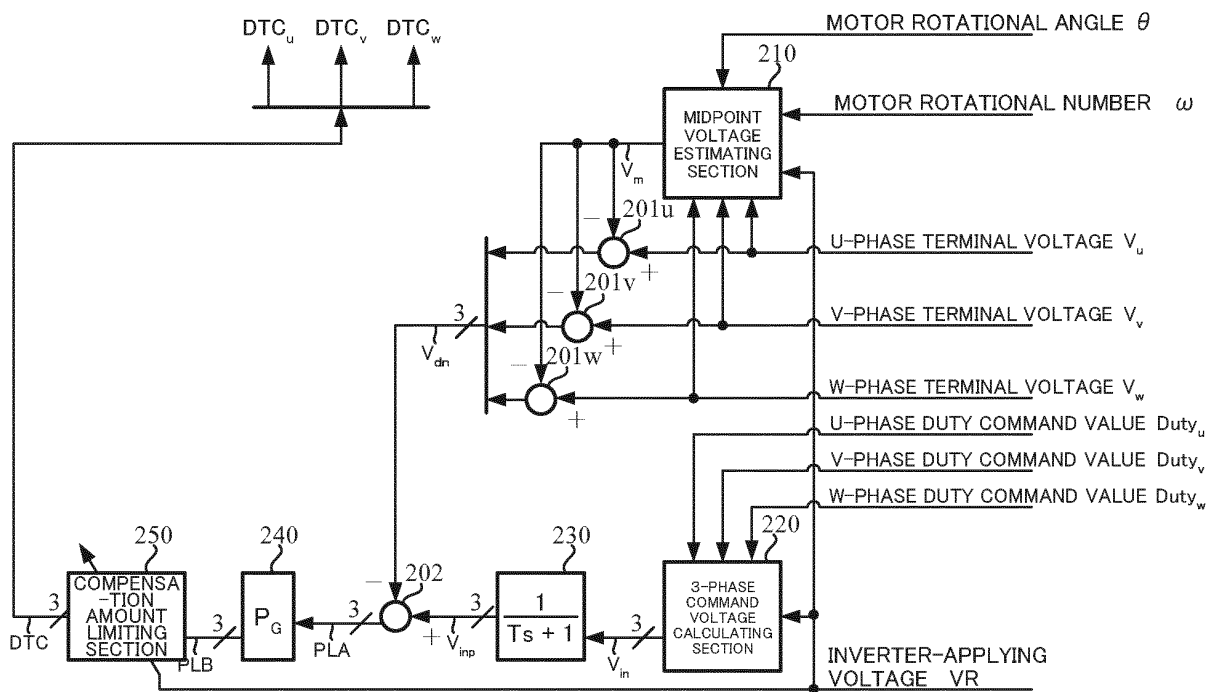 DTCu DTCv DTCw
MOTOR ROTATIONAL ANGLE θ
210
MOTOR ROTATIONAL NUMBER ω
MIDPOINT
VOLTAGE
ESTIMATING
SECTION
Vm
− 201u
U-PHASE TERMINAL VOLTAGE Vu
+
− 201v
3
V-PHASE TERMINAL VOLTAGE Vv
+
Vdn
− 201w
W-PHASE TERMINAL VOLTAGE Vw
+
U-PHASE DUTY COMMAND VALUE Dutyu
V-PHASE DUTY COMMAND VALUE Dutyv
W-PHASE DUTY COMMAND VALUE Dutyw
250 240 230 220
− 202
COMPENSA
-TION
AMOUNT
LIMITING
SECTION
3
DTC
3
PLB
PG
3
PLA
+
3
Vinp
1
Ts + 1
3
Vin
3-PHASE
COMMAND
VOLTAGE
CALCULATING
SECTION
INVERTER-APPLYING
VOLTAGE VR